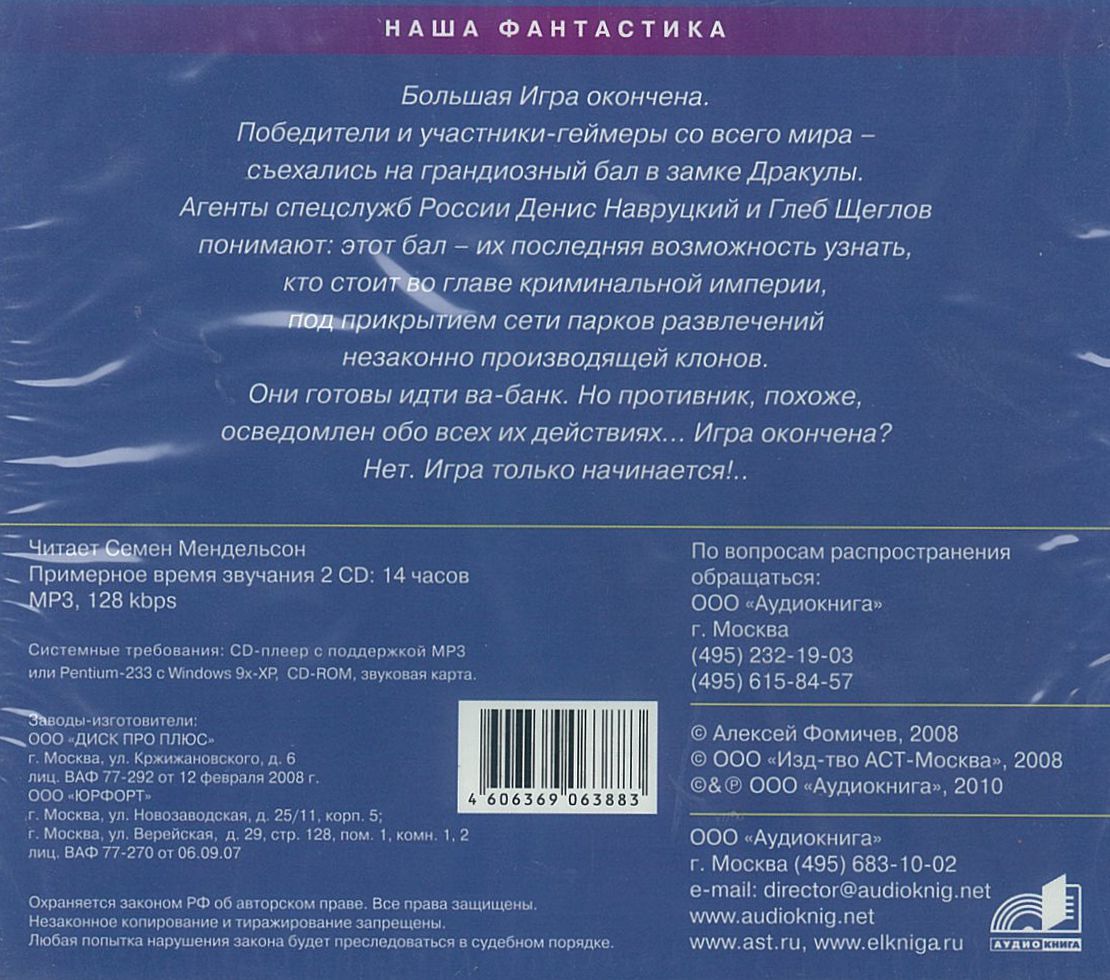 НАША ФАНТАСТИКА
Большая Игра окончена.
Победители и участники-геймеры со всего мира –
съехались на грандиозный бал в замке Дракулы.
Агенты спецслужб России Денис Навруцкий и Глеб Щеглов
понимают: этот бал – их последняя возможность узнать,
кто стоит во главе криминальной империи,
под прикрытием сети парков развлечений
незаконно производящей клонов.
Они готовы идти ва-банк. Но противник, похоже,
осведомлен обо всех их действиях... Игра окончена?
Нет. Игра только начинается!..
Читает Семен Мендельсон
Примерное время звучания 2 CD: 14 часов
MP3, 128 kbps
Системные требования: CD-плеер с поддержкой MP3
или Pentium-233 с Windows 9x-XP, CD-ROM, звуковая карта.
Заводы-изготовители:
ООО «ДИСК ПРО ПЛЮС»
г. Москва, ул. Кржижановского, д. 6
лиц. ВАФ 77-292 от 12 февраля 2008 г.
ООО «ЮРФОРТ»
г. Москва, ул. Новозаводская, д. 25/11, корп. 5;
г. Москва, ул. Верейская, д. 29, стр. 128, пом. 1, комн. 1, 2
лиц. ВАФ 77-270 от 06.09.07
4 606369 063883
Охраняется законом РФ об авторском праве. Все права защищены.
Незаконное копирование и тиражирование запрещены.
Любая попытка нарушения закона будет преследоваться в судебном порядке.
По вопросам распространения
обращаться:
ООО «Аудиокнига»
г. Москва
(495) 232-19-03
(495) 615-84-57
© Алексей Фомичев, 2008
© ООО «Изд-тво АСТ-Москва», 2008
©&℗ ООО «Аудиокнига», 2010
ООО «Аудиокнига»
г. Москва (495) 683-10-02
e-mail: director@audioknig.net
www.audioknig.net
www.ast.ru, www.elkniga.ru
АУДИОКНИГА